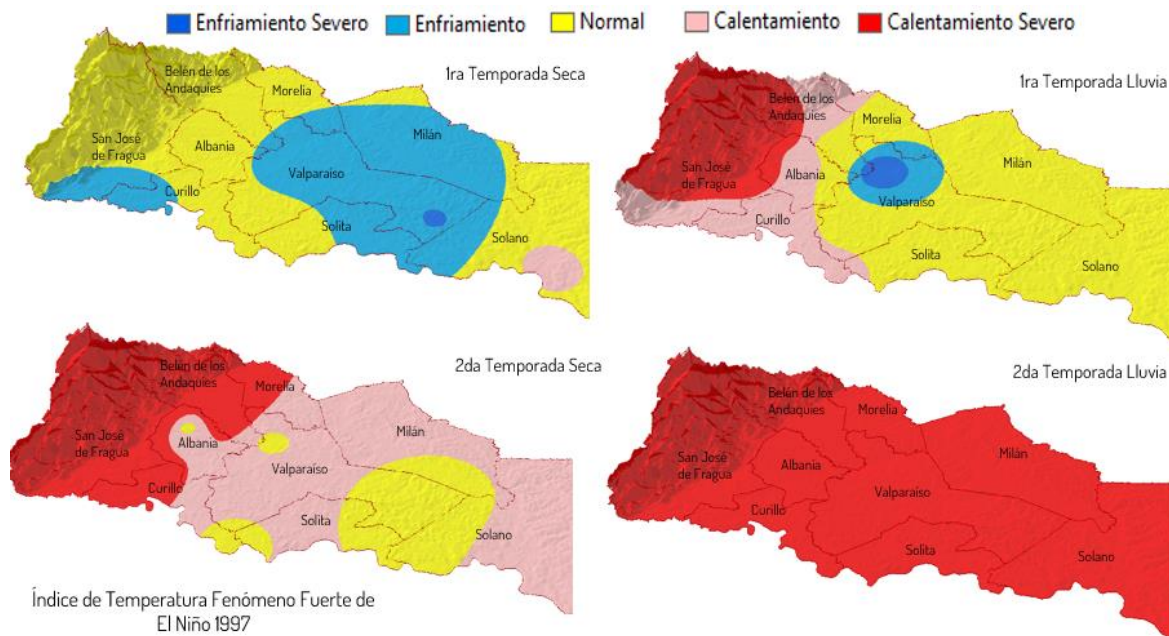 Enfriamiento Severo
Enfriamiento
Normal
Calentamiento
Calentamiento Severo
1ra Temporada Seca
Belén de los
Andaquies
Morelia
Milán
San José
de Fragua
Albania
Valparaíso
Curillo
Solita
Solano
1ra Temporada Lluvia
Belén de los
Andaquies
Morelia
Milán
San José
de Fragua
Albania
Valparaíso
Curillo
Solita
Solano
2da Temporada Seca
Belén de los
Andaquies
Morelia
Milán
San José
de Fragua
Albania
Valparaíso
Curillo
Solita
Solano
2da Temporada Lluvia
Belén de los
Andaquies
Morelia
Milán
San José
de Fragua
Albania
Valparaíso
Curillo
Solita
Solano
Índice de Temperatura Fenómeno Fuerte de
El Niño 1997